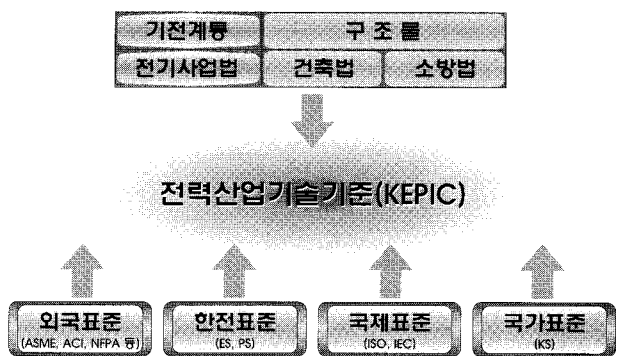 기전계통 구조물
전기사업법 건축법 소방법
전력산업기술기준(KEPIC)
외국표준 한전표준 국제표준 국가표준
(ASME, ACI, NFPA 등) (ES, PS) (ISO, IEC) (KS)